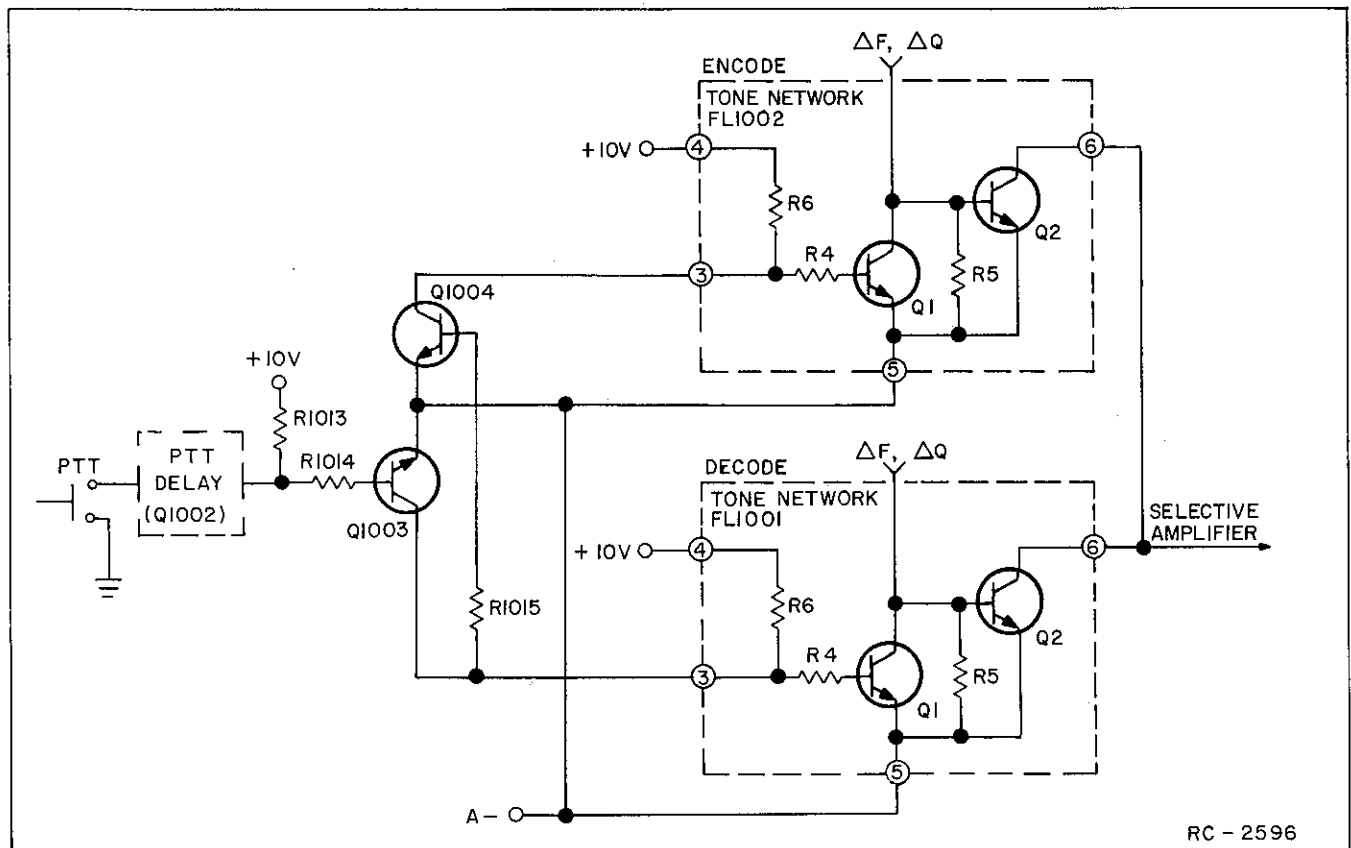 ΔF, ΔQ
ENCODE
TONE NETWORK
FL1002
+10V
4
6
R6
R4
R5
Q2
3
Q1
Q1004
5
+10V
R1013
PTT
PTT
DELAY
(Q1002)
R1014
Q1003
R1015
ΔF, ΔQ
DECODE
TONE NETWORK
FL1001
+10V
4
6
SELECTIVE
AMPLIFIER
R6
R4
R5
Q2
3
Q1
5
A-
RC-2596